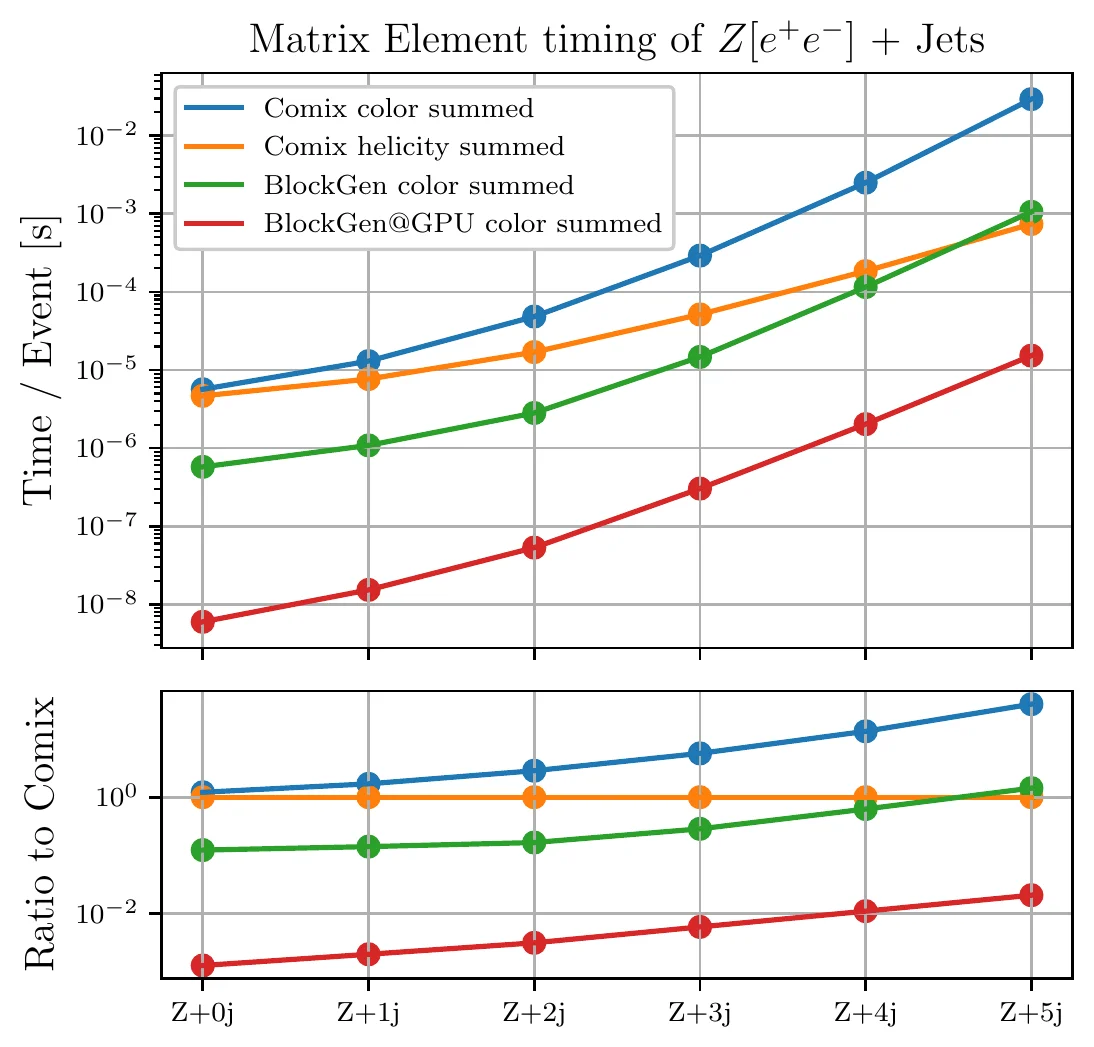 Matrix Element timing of Z[e⁺e⁻] + Jets
Comix color summed
Comix helicity summed
BlockGen color summed
BlockGen@GPU color summed
Time / Event [s]
10⁻²
10⁻³
10⁻⁴
10⁻⁵
10⁻⁶
10⁻⁷
10⁻⁸
Ratio to Comix
10⁰
10⁻²
Z+0j Z+1j Z+2j Z+3j Z+4j Z+5j